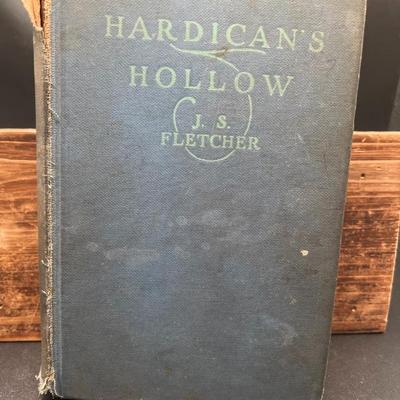 HARDICAN'S
HOLLOW
J. S.
FLETCHER